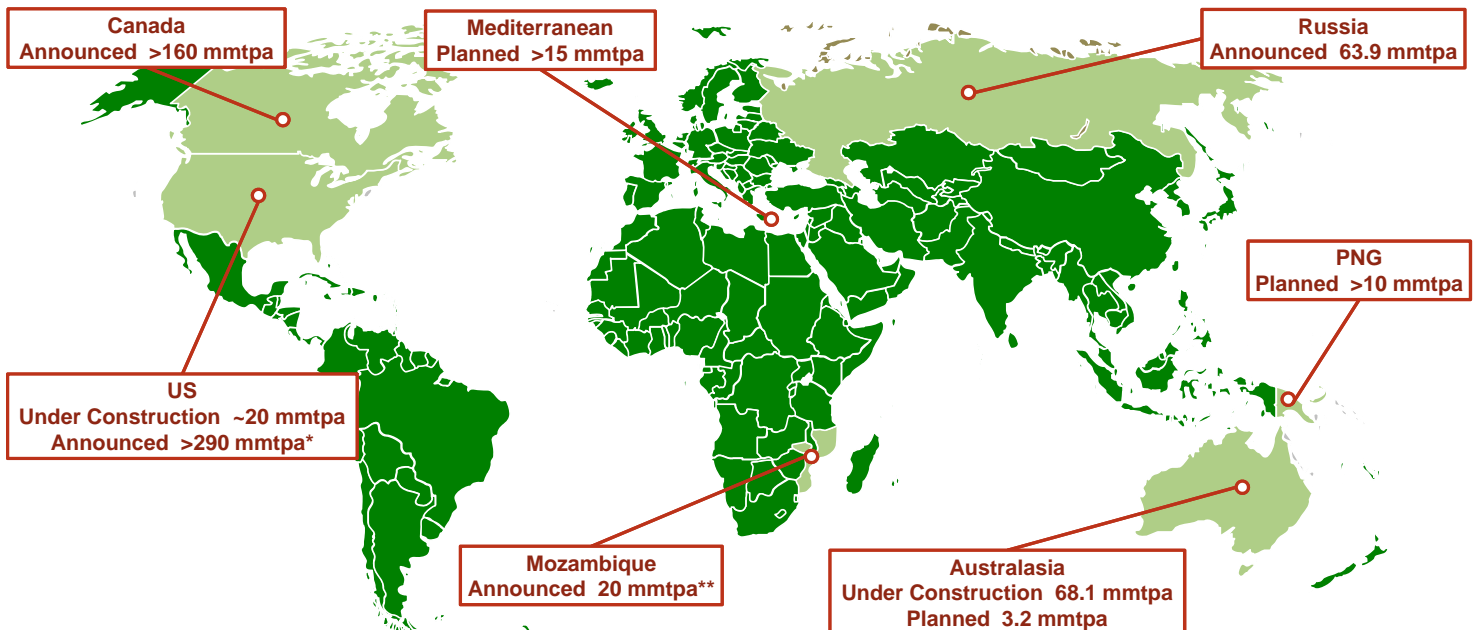 Canada
Announced >160 mmtpa
Mediterranean
Planned >15 mmtpa
Russia
Announced 63.9 mmtpa
PNG
Planned >10 mmtpa
US
Under Construction ~20 mmtpa
Announced >290 mmtpa*
Mozambique
Announced 20 mmtpa**
Australasia
Under Construction 68.1 mmtpa
Planned 3.2 mmtpa